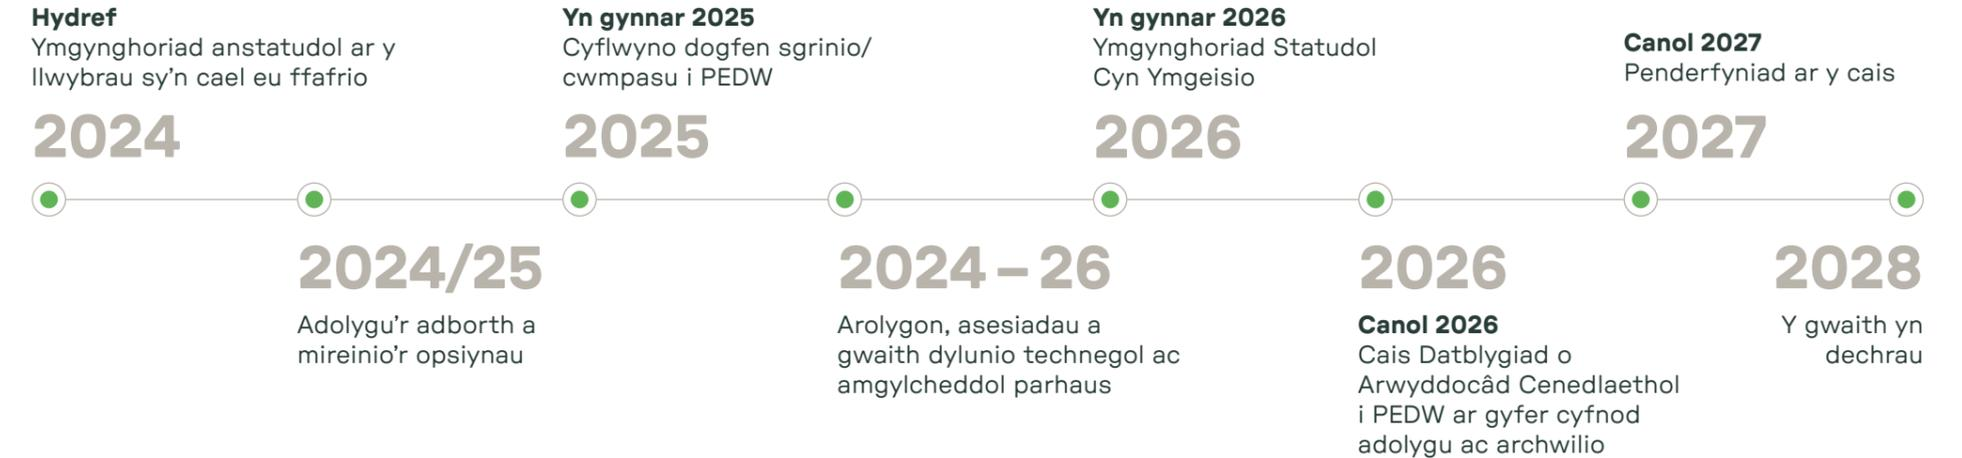 Hydref
Ymgynghoriad anstatudol ar y
llwybrau sy'n cael eu ffafrio
2024
2024/25
Adolygu'r adborth a
mireinio'r opsiynau
Yn gynnar 2025
Cyflwyno dogfen sgrinio/
cwmpasu i PEDW
2025
2024 – 26
Arolygon, asesiadau a
gwaith dylunio technegol ac
amgylcheddol parhaus
Yn gynnar 2026
Ymgynghoriad Statudol
Cyn Ymgeisio
2026
2026
Canol 2026
Cais Datblygiad o
Arwyddocâd Cenedlaethol
i PEDW ar gyfer cyfnod
adolygu ac archwilio
Canol 2027
Penderfyniad ar y cais
2027
2028
Y gwaith yn
dechrau